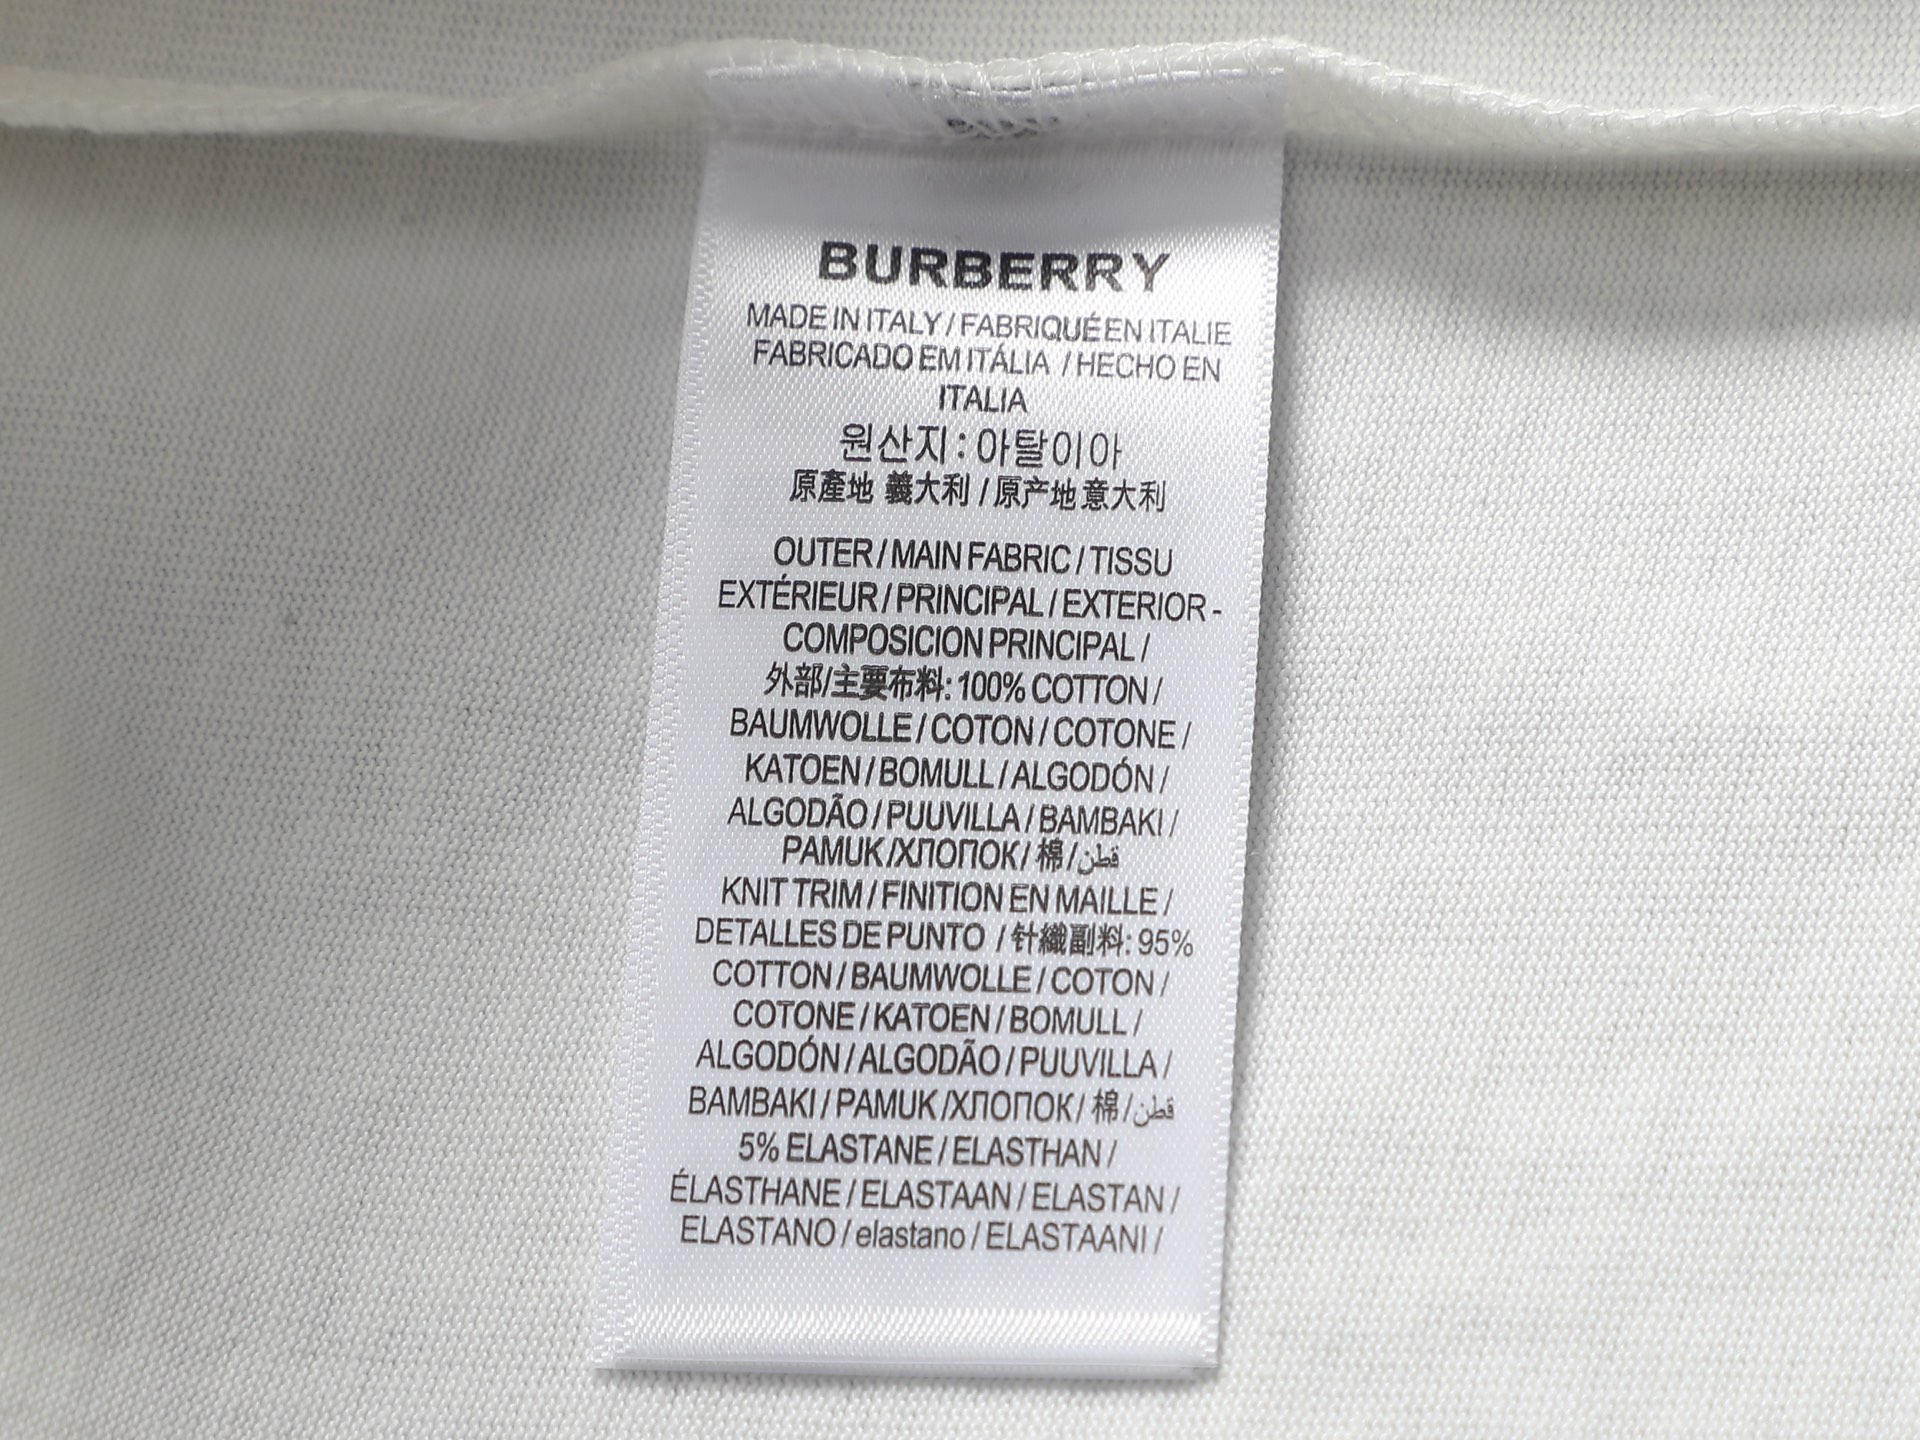 BURBERRY
MADE IN ITALY / FABRIQUÉ EN ITALIE
FABRICADO EM ITÁLIA / HECHO EN
ITALIA
원산지 : 아탈이아
原產地 義大利 / 原产地 意大利
OUTER / MAIN FABRIC / TISSU
EXTÉRIEUR / PRINCIPAL / EXTERIOR -
COMPOSICION PRINCIPAL /
外部/主要布料: 100% COTTON /
BAUMWOLLE / COTON / COTONE /
KATOEN / BOMULL / ALGODÓN /
ALGODÃO / PUUVILLA / BAMBAKI /
PAMUK /ХЛОПОК/ 棉 / قطن
KNIT TRIM / FINITION EN MAILLE /
DETALLES DE PUNTO / 针織副料: 95%
COTTON / BAUMWOLLE / COTON /
COTONE / KATOEN / BOMULL /
ALGODÓN / ALGODÃO / PUUVILLA /
BAMBAKI / PAMUK /ХЛОПОК/ 棉 / قطن
5% ELASTANE / ELASTHAN /
ÉLASTHANE / ELASTAAN / ELASTAN /
ELASTANO / elastano / ELASTAANI /